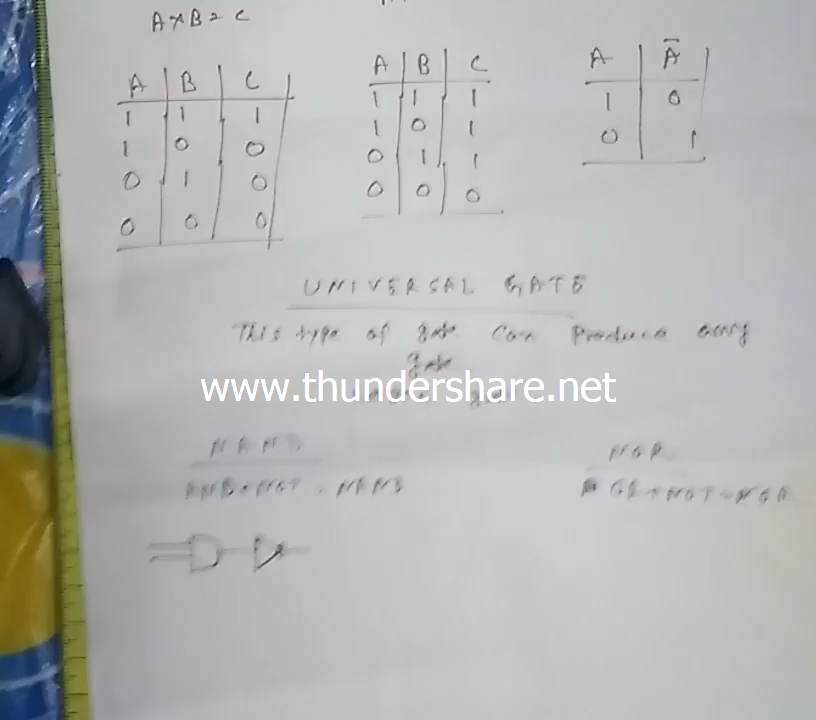 A×B=C
A B C
1 1 1
1 0 0
0 1 0
0 0 0
A B C
1 1 1
1 0 1
0 1 1
0 0 0
A Ā
1 0
0 1
UNIVERSAL GATE
This type of gate can Produce any
gate
www.thundershare.net
NAND
AND+NOT=NAND
NOR
OR+NOT=NOR